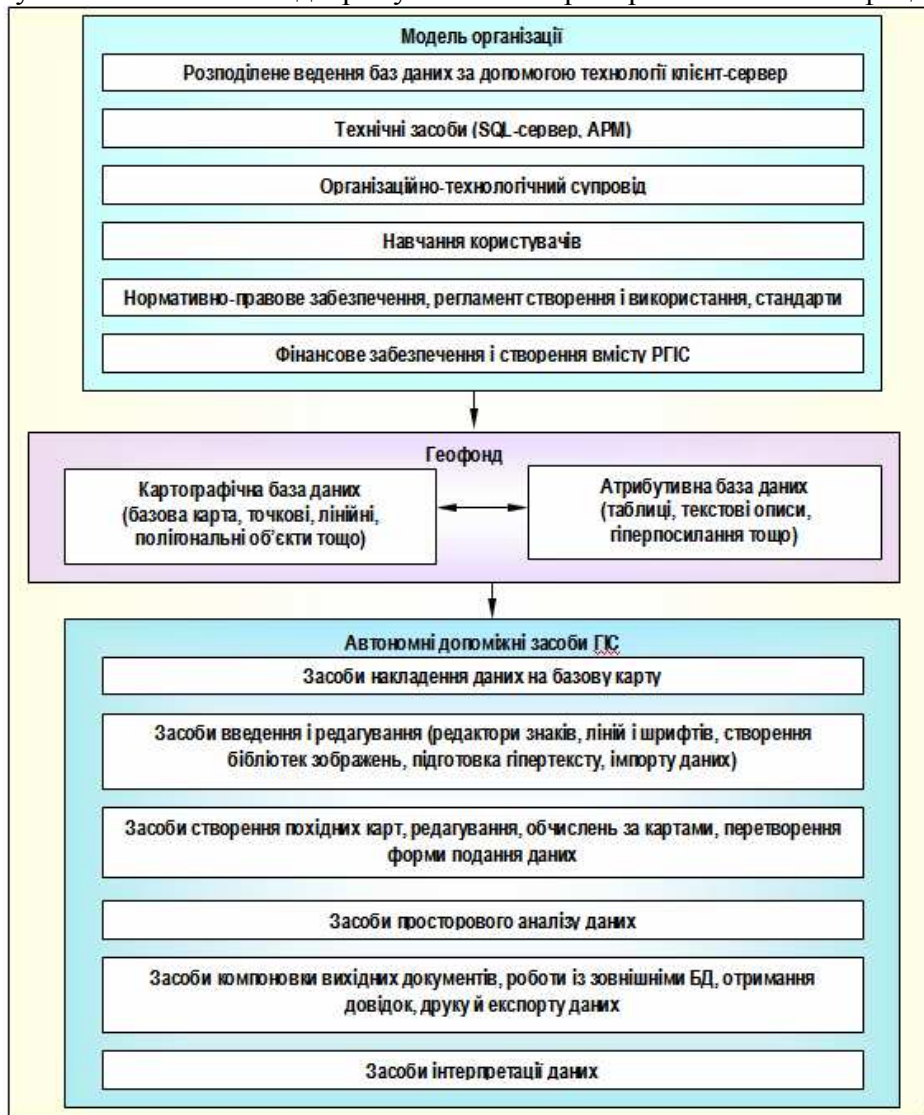 Модель організації
Розподілене ведення баз даних за допомогою технології клієнт-сервер
Технічні засоби (SQL-сервер, АРМ)
Організаційно-технологічний супровід
Навчання користувачів
Нормативно-правове забезпечення, регламент створення і використання, стандарти
Фінансове забезпечення і створення вмісту РГІС
Геофонд
Картографічна база даних
(базова карта, точкові, лінійні,
полігональні об’єкти тощо)
Атрибутивна база даних
(таблиці, текстові описи,
гіперпосилання тощо)
Автономні допоміжні засоби ГІС
Засоби накладення даних на базову карту
Засоби введення і редагування (редактори знаків, ліній і шрифтів, створення
бібліотек зображень, підготовка гіпертексту, імпорту даних)
Засоби створення похідних карт, редагування, обчислень за картами, перетворення
форми подання даних
Засоби просторового аналізу даних
Засоби компоновки вихідних документів, роботи із зовнішніми БД, отримання
довідок, друку й експорту даних
Засоби інтерпретації даних